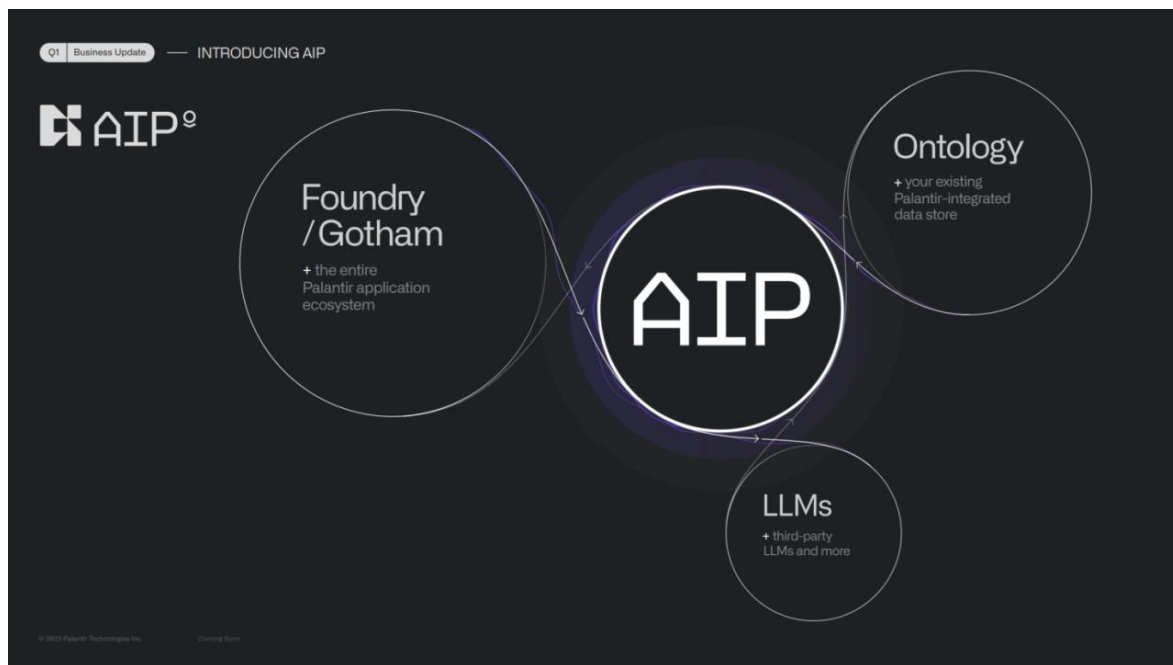 Q1 Business Update — INTRODUCING AIP
AIPº
Foundry
/Gotham
+ the entire
Palantir application
ecosystem
AIP
Ontology
+ your existing
Palantir-integrated
data store
LLMs
+ third-party
LLMs and more
© 2023 Palantir Technologies Inc. Coming Soon